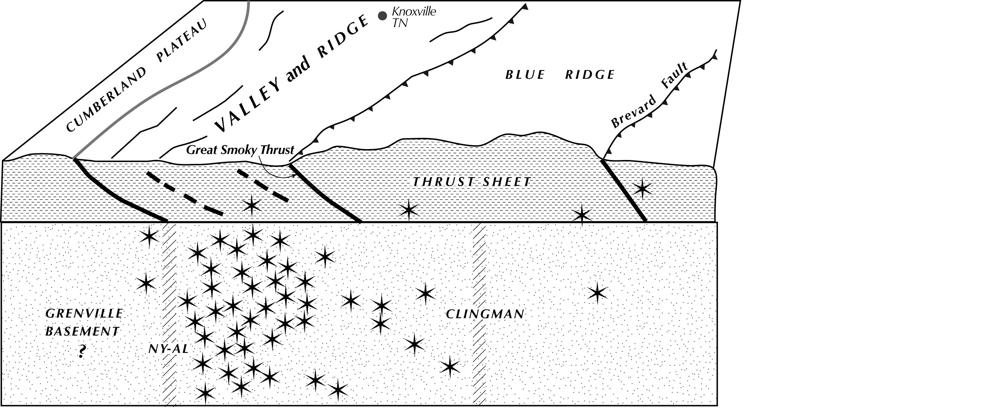 CUMBERLAND PLATEAU
VALLEY and RIDGE
Knoxville
TN
BLUE RIDGE
Brevard Fault
Great Smoky Thrust
THRUST SHEET
GRENVILLE
BASEMENT
?
NY-AL
CLINGMAN